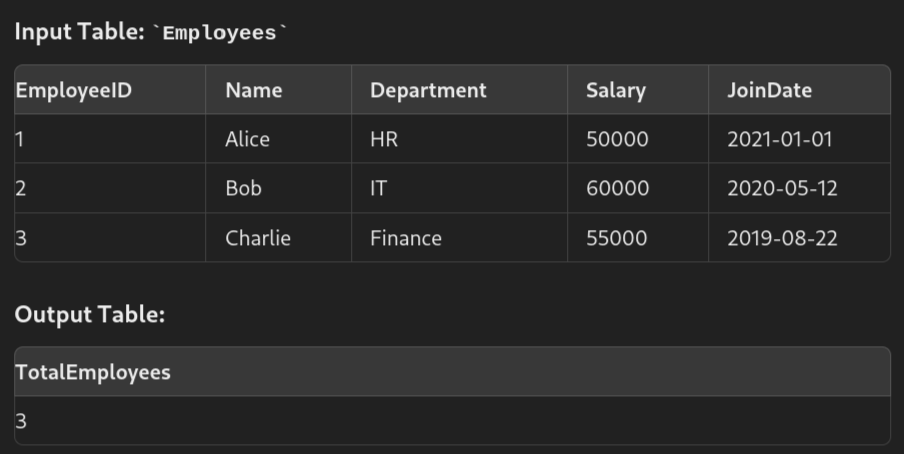 Input Table: `Employees`
EmployeeID Name Department Salary JoinDate
1 Alice HR 50000 2021-01-01
2 Bob IT 60000 2020-05-12
3 Charlie Finance 55000 2019-08-22
Output Table:
TotalEmployees
3